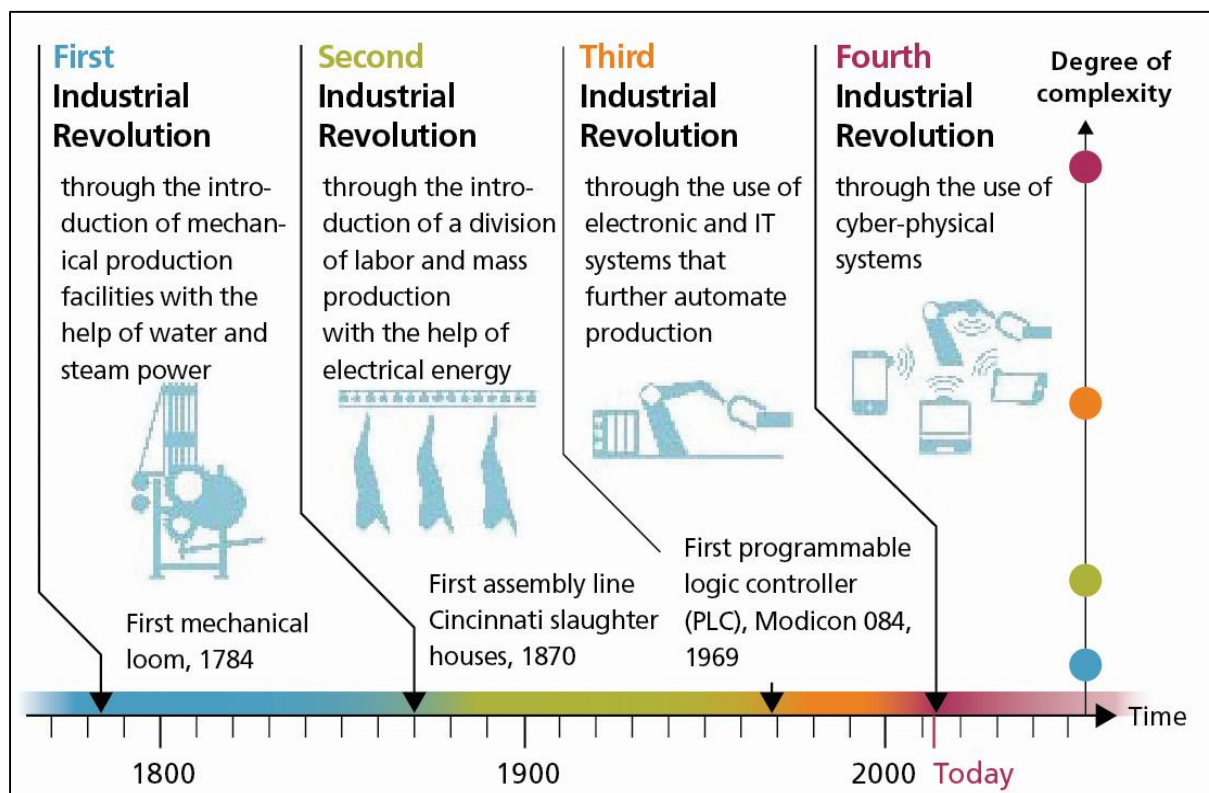 First
Industrial
Revolution
through the intro-
duction of mechan-
ical production
facilities with the
help of water and
steam power
First mechanical
loom, 1784
Second
Industrial
Revolution
through the intro-
duction of a division
of labor and mass
production
with the help of
electrical energy
First assembly line
Cincinnati slaughter
houses, 1870
Third
Industrial
Revolution
through the use of
electronic and IT
systems that
further automate
production
First programmable
logic controller
(PLC), Modicon 084,
1969
Fourth
Industrial
Revolution
through the use of
cyber-physical
systems
Degree of
complexity
Time
1800
1900
2000
Today